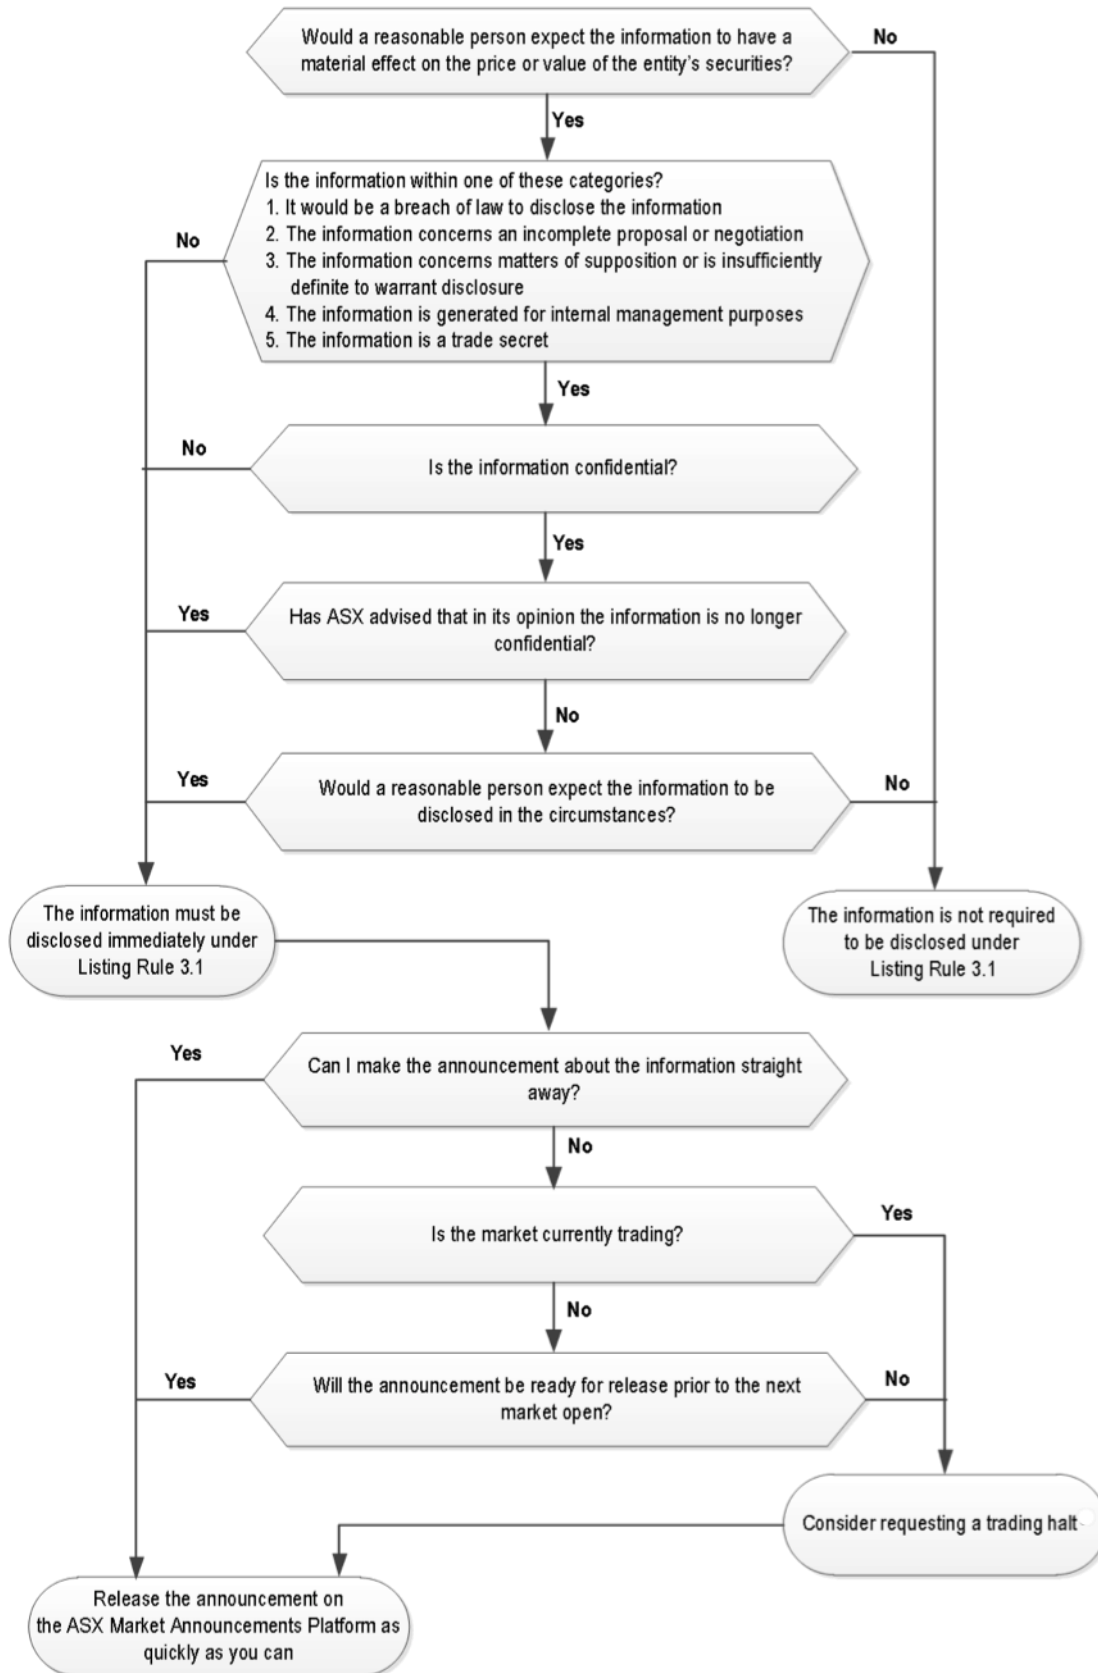 Would a reasonable person expect the information to have a
material effect on the price or value of the entity's securities?
No
Yes
Is the information within one of these categories?
1. It would be a breach of law to disclose the information
2. The information concerns an incomplete proposal or negotiation
3. The information concerns matters of supposition or is insufficiently
definite to warrant disclosure
4. The information is generated for internal management purposes
5. The information is a trade secret
No
Yes
No
Is the information confidential?
Yes
Yes
Has ASX advised that in its opinion the information is no longer
confidential?
No
Yes
Would a reasonable person expect the information to be
disclosed in the circumstances?
No
The information must be
disclosed immediately under
Listing Rule 3.1
The information is not required
to be disclosed under
Listing Rule 3.1
Yes
Can I make the announcement about the information straight
away?
No
Is the market currently trading?
Yes
No
Yes
Will the announcement be ready for release prior to the next
market open?
No
Consider requesting a trading halt
Release the announcement on
the ASX Market Announcements Platform as
quickly as you can